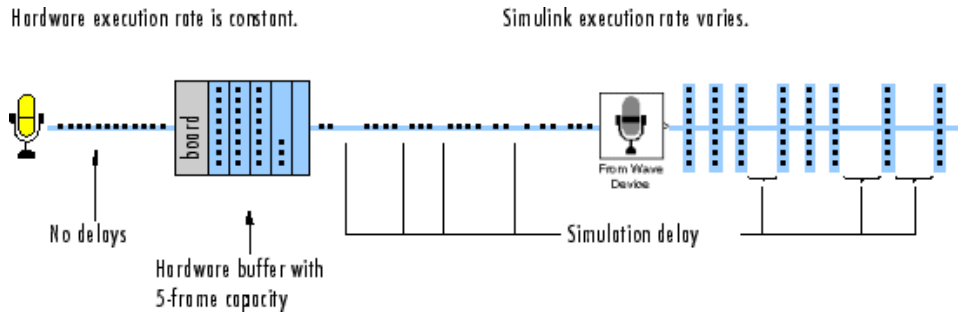 Hardware execution rate is constant.
Simulink execution rate varies.
board
From Wave
Device
No delays
Simulation delay
Hardware buffer with
5-frame capacity